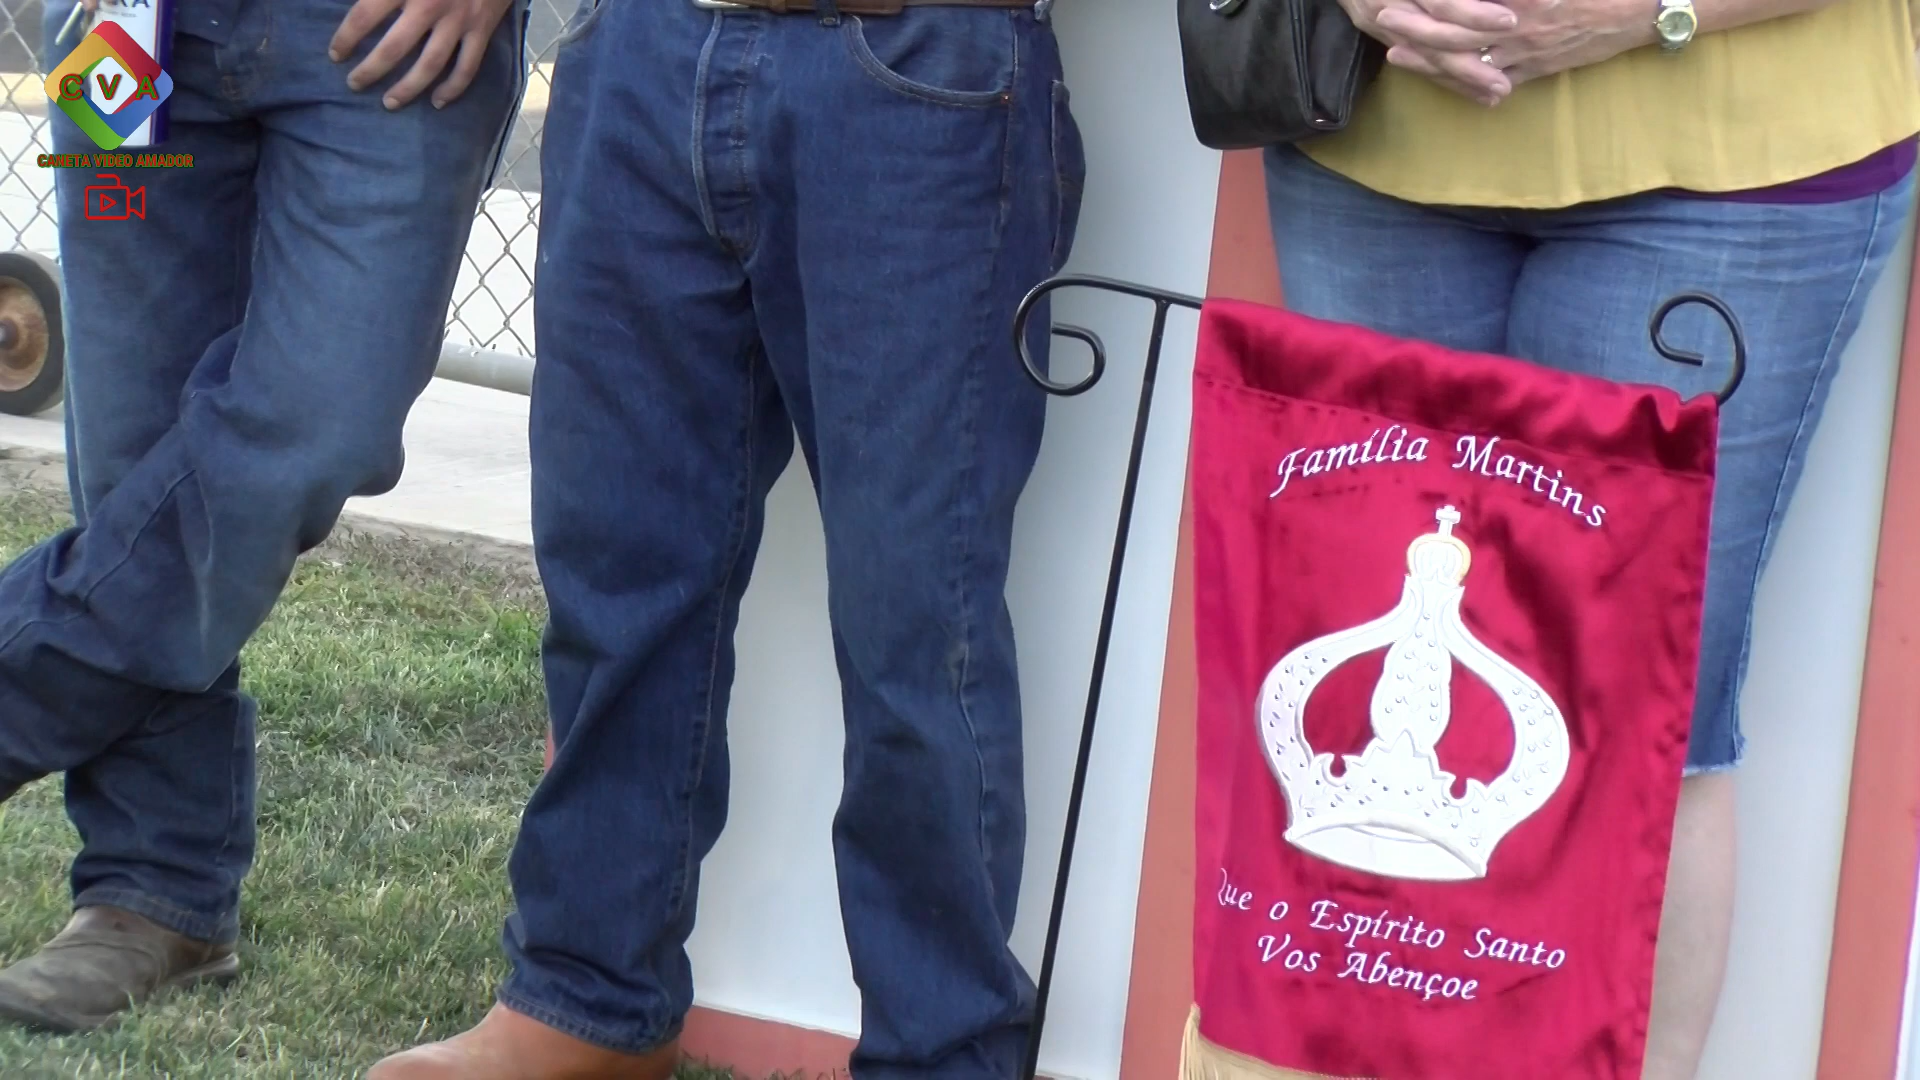 CVA
CANETA VIDEO AMADOR
Família Martins
Que o Espírito Santo
Vos Abençoe